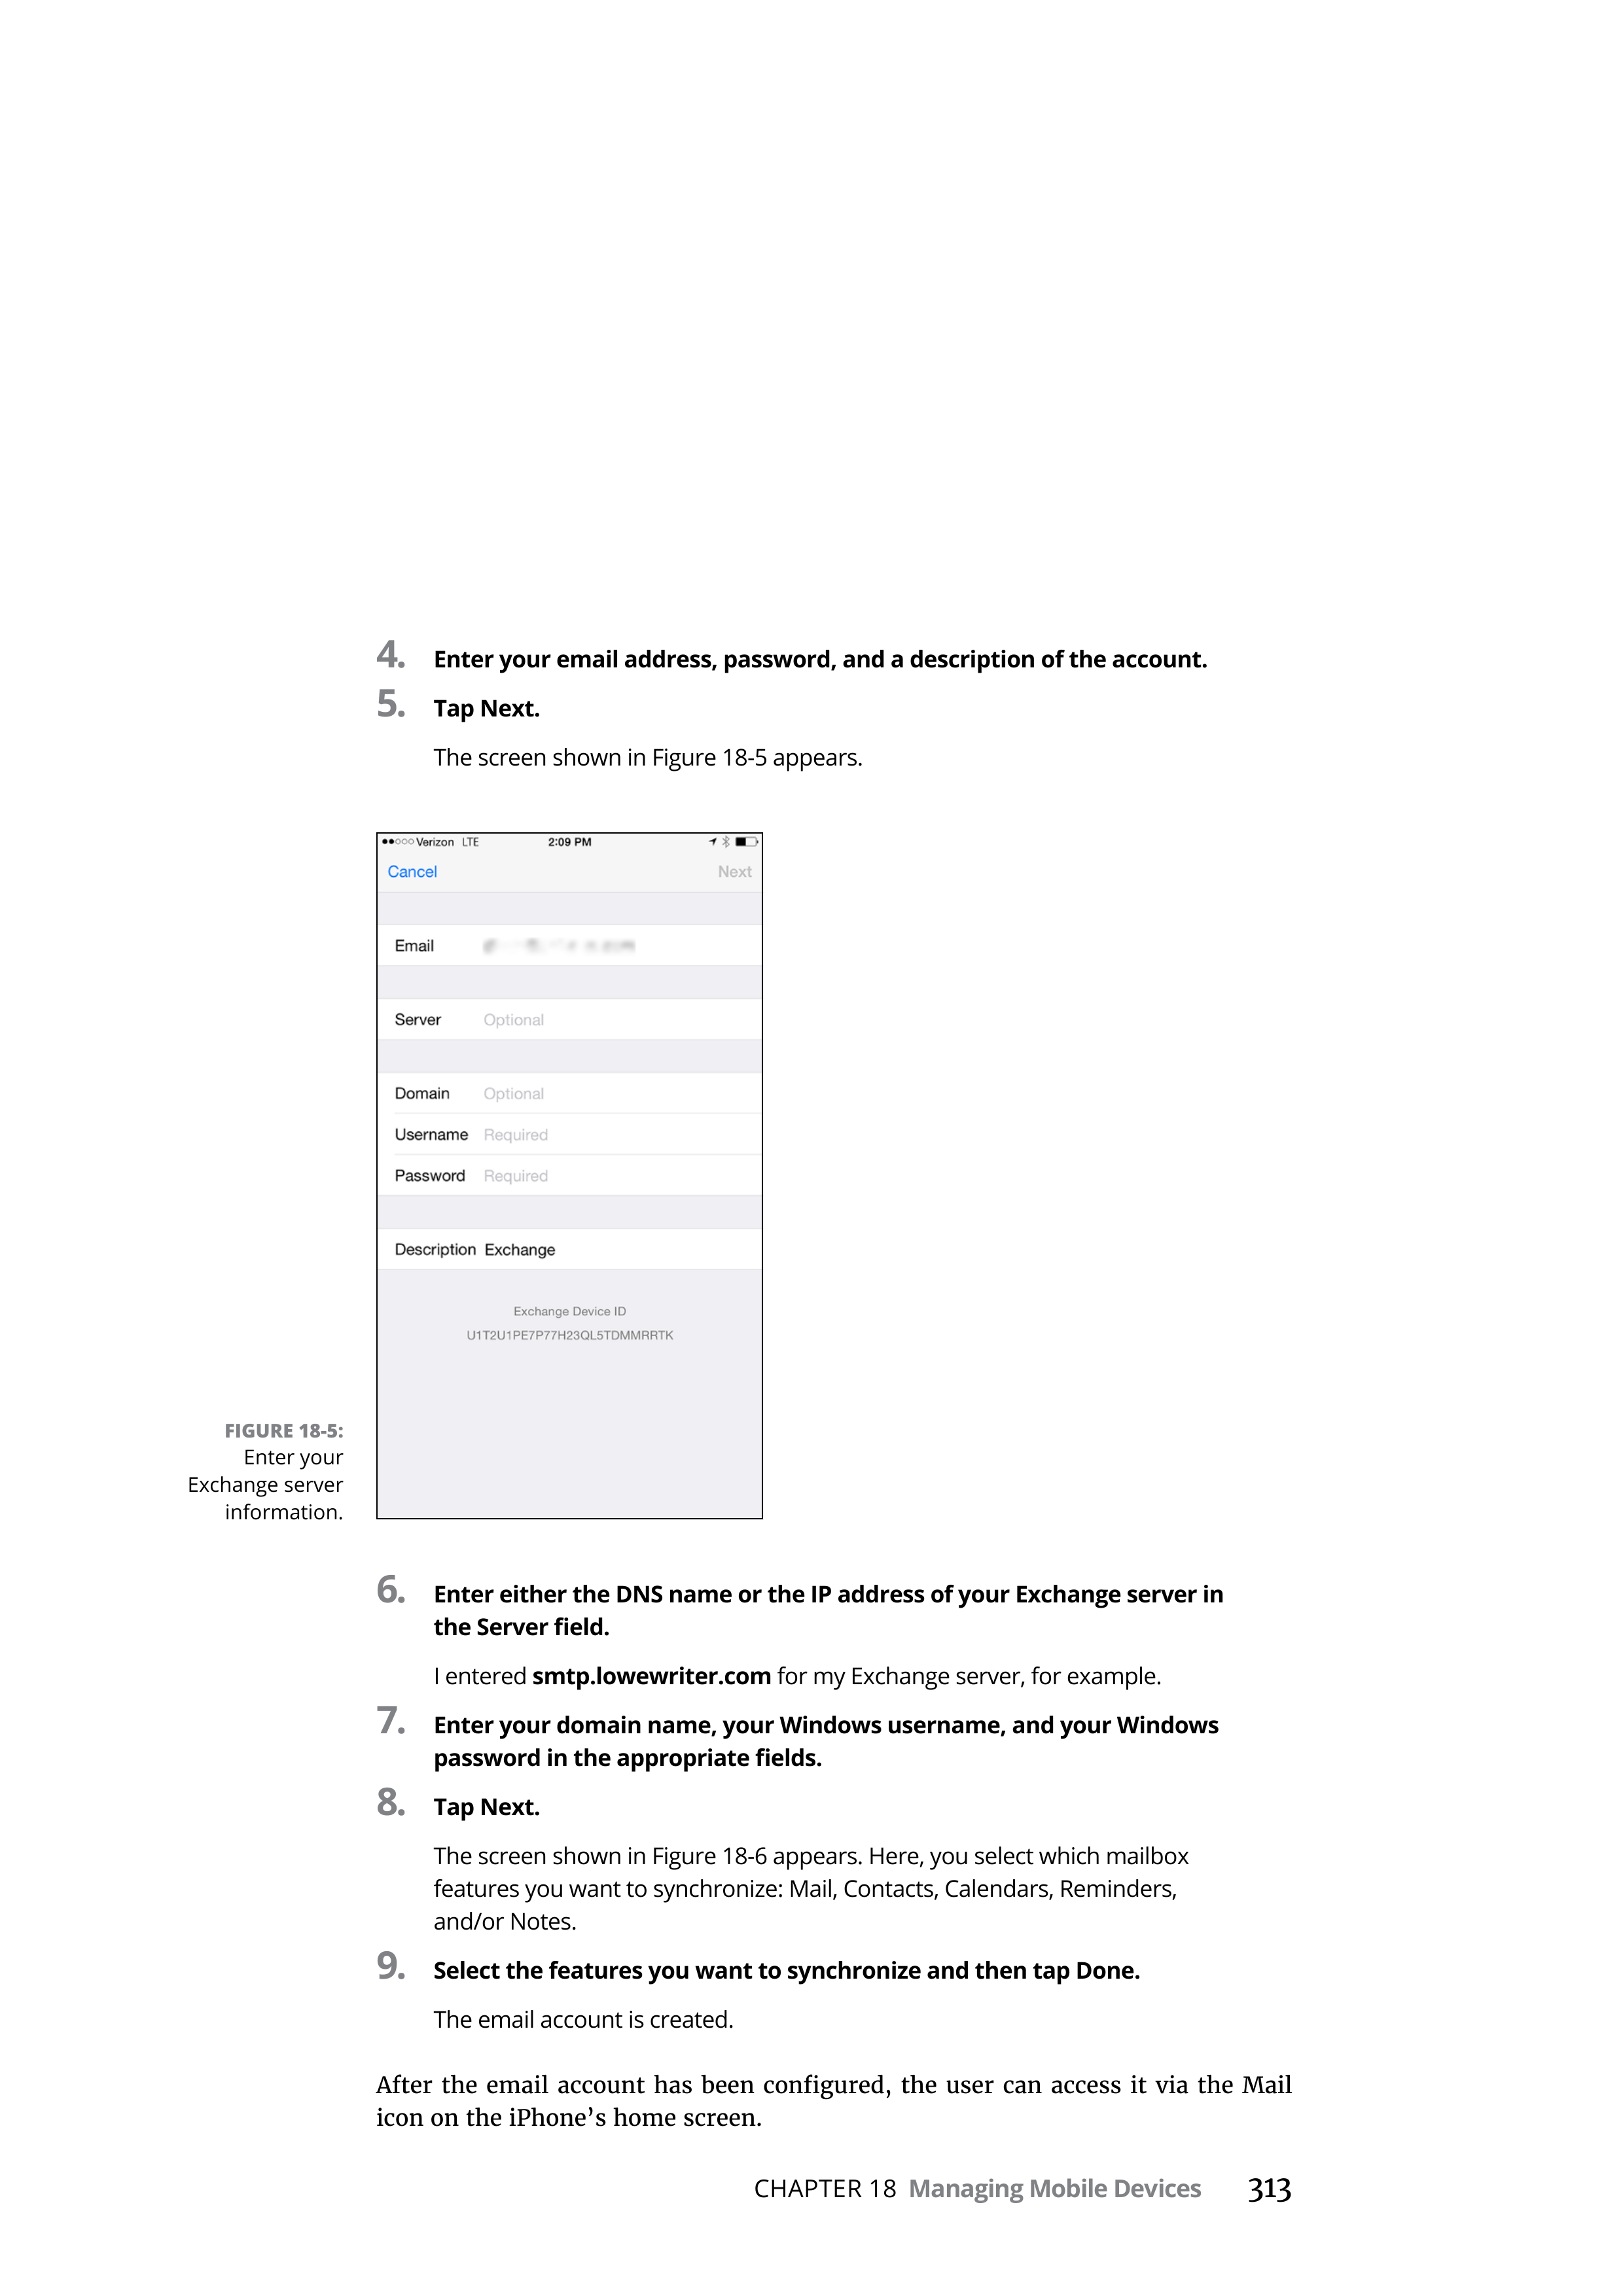 4. Enter your email address, password, and a description of the account.
5. Tap Next.
The screen shown in Figure 18-5 appears.
Verizon LTE 2:09 PM
Cancel Next
Email
Server Optional
Domain Optional
Username Required
Password Required
Description Exchange
Exchange Device ID
U1T2U1PE7P77H23QL5TDMMRRTK
FIGURE 18-5:
Enter your
Exchange server
information.
6. Enter either the DNS name or the IP address of your Exchange server in
the Server field.
I entered smtp.lowewriter.com for my Exchange server, for example.
7. Enter your domain name, your Windows username, and your Windows
password in the appropriate fields.
8. Tap Next.
The screen shown in Figure 18-6 appears. Here, you select which mailbox
features you want to synchronize: Mail, Contacts, Calendars, Reminders,
and/or Notes.
9. Select the features you want to synchronize and then tap Done.
The email account is created.
After the email account has been configured, the user can access it via the Mail
icon on the iPhone’s home screen.
CHAPTER 18 Managing Mobile Devices 313